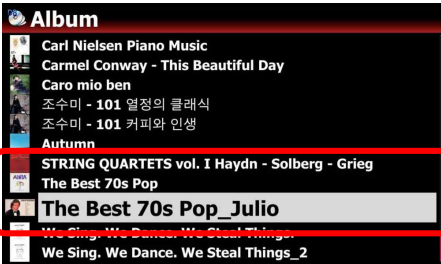 Album
Carl Nielsen Piano Music
Carmel Conway - This Beautiful Day
Caro mio ben
조수미 - 101 열정의 클래식
조수미 - 101 커피와 인생
Autumn
STRING QUARTETS vol. I Haydn - Solberg - Grieg
The Best 70s Pop
The Best 70s Pop_Julio
We Sing. We Dance. We Steal Things.
We Sing. We Dance. We Steal Things_2